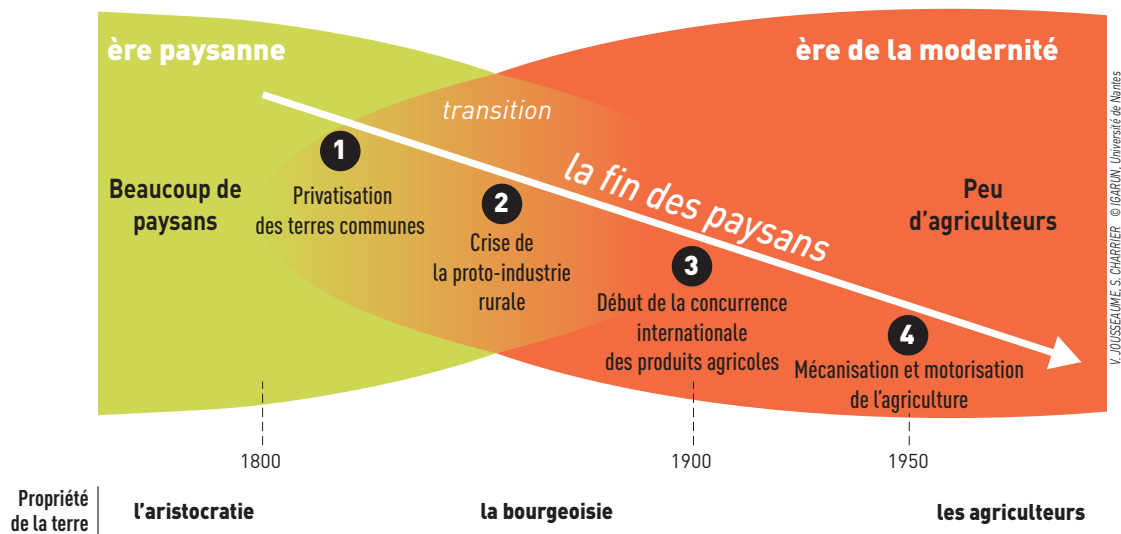 ère paysanne
ère de la modernité
transition
la fin des paysans
Beaucoup de
paysans
1
Privatisation
des terres communes
2
Crise de
la proto-industrie
rurale
3
Début de la concurrence
internationale
des produits agricoles
4
Mécanisation et motorisation
de l’agriculture
Peu
d’agriculteurs
1800
1900
1950
Propriété
de la terre
l’aristocratie
la bourgeoisie
les agriculteurs
V. JOUSSEAUME, S. CHARRIER © IGARUN, Université de Nantes